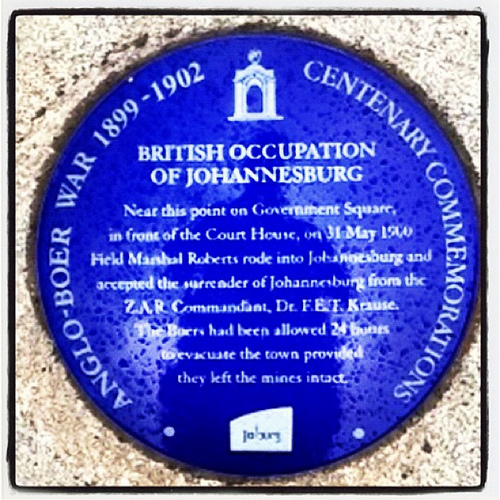 ANGLO-BOER WAR 1899-1902
CENTENARY COMMEMORATIONS
BRITISH OCCUPATION
OF JOHANNESBURG
Near this point on Government Square,
in front of the Court House, on 31 May 1900
Field Marshal Roberts rode into Johannesburg and
accepted the surrender of Johannesburg from the
Z.A.R. Commandant, Dr. F.E.T. Krause.
The Boers had been allowed 24 hours
to evacuate the town provided
they left the mines intact.
Joburg